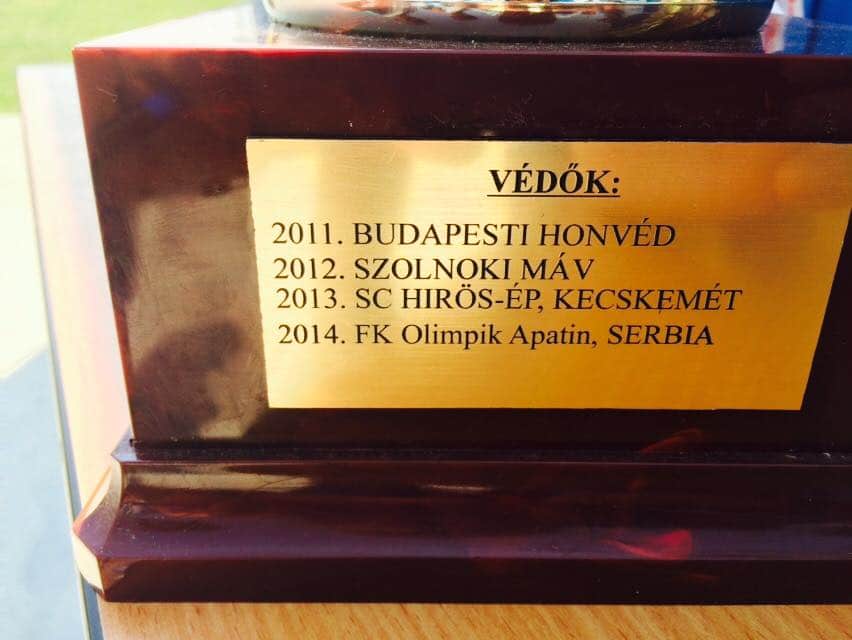 VÉDŐK:
2011. BUDAPESTI HONVÉD
2012. SZOLNOKI MÁV
2013. SC HIRÖS-ÉP, KECSKEMÉT
2014. FK Olimpik Apatin, SERBIA